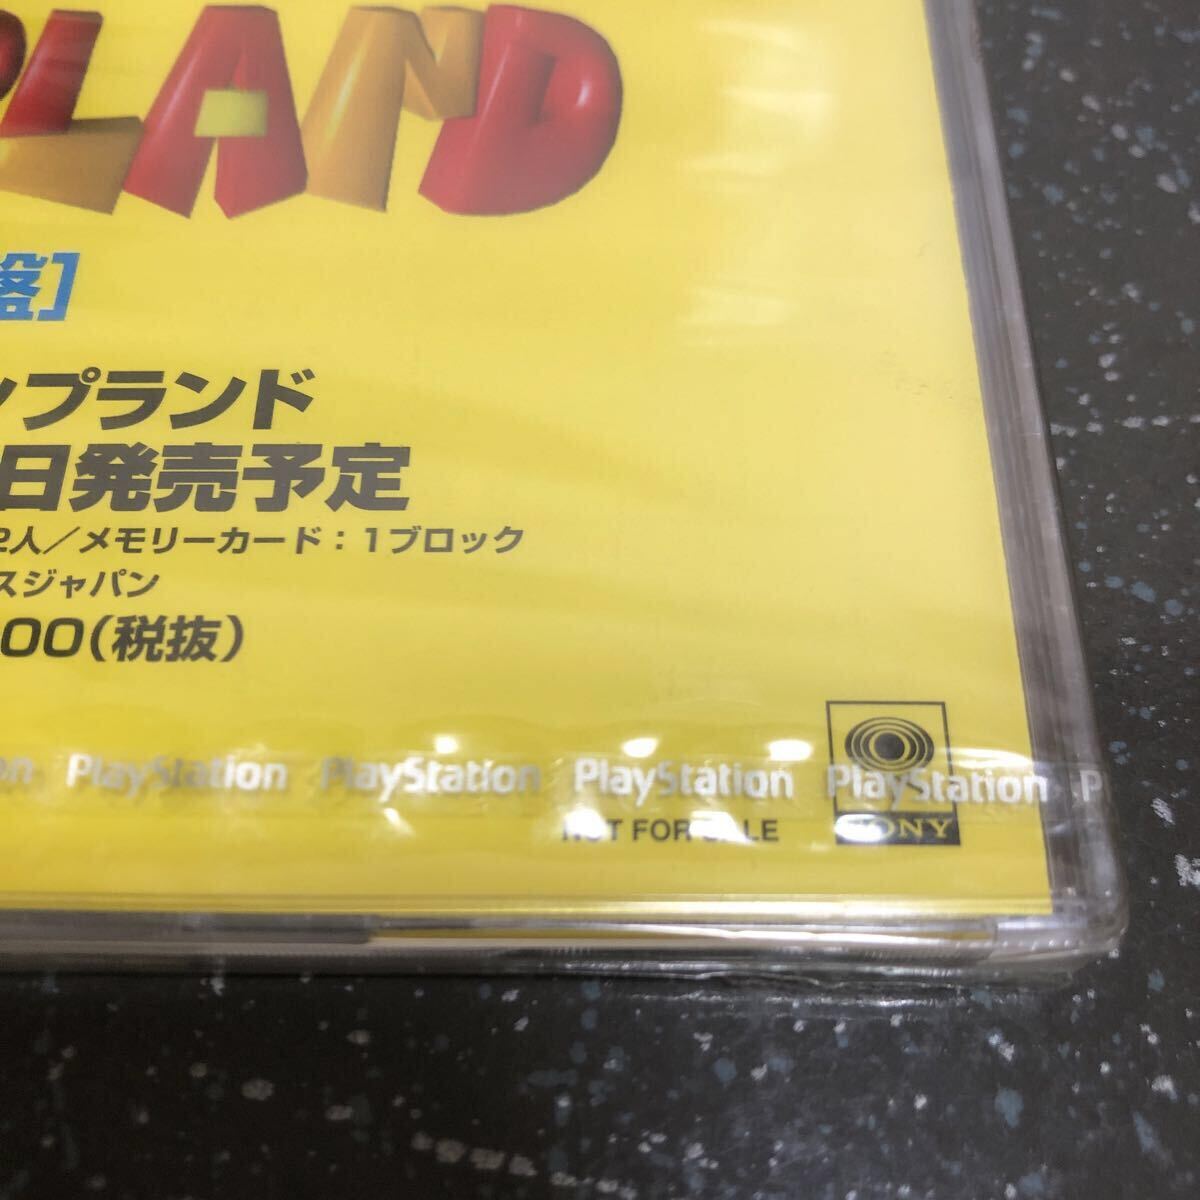 PLAND
盤]
ンプランド
日発売予定
2人／メモリーカード：1ブロック
スジャパン
00(税抜)
on PlayStation PlayStation PlayStation PlayStation P
NOT FOR SALE
SONY